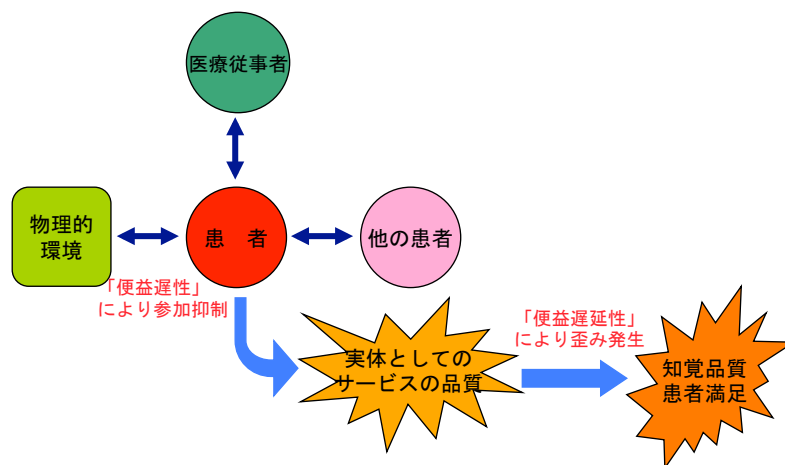 医療従事者
物理的
環境
患　者
他の患者
「便益遅性」
により参加抑制
実体としての
サービスの品質
「便益遅延性」
により歪み発生
知覚品質
患者満足